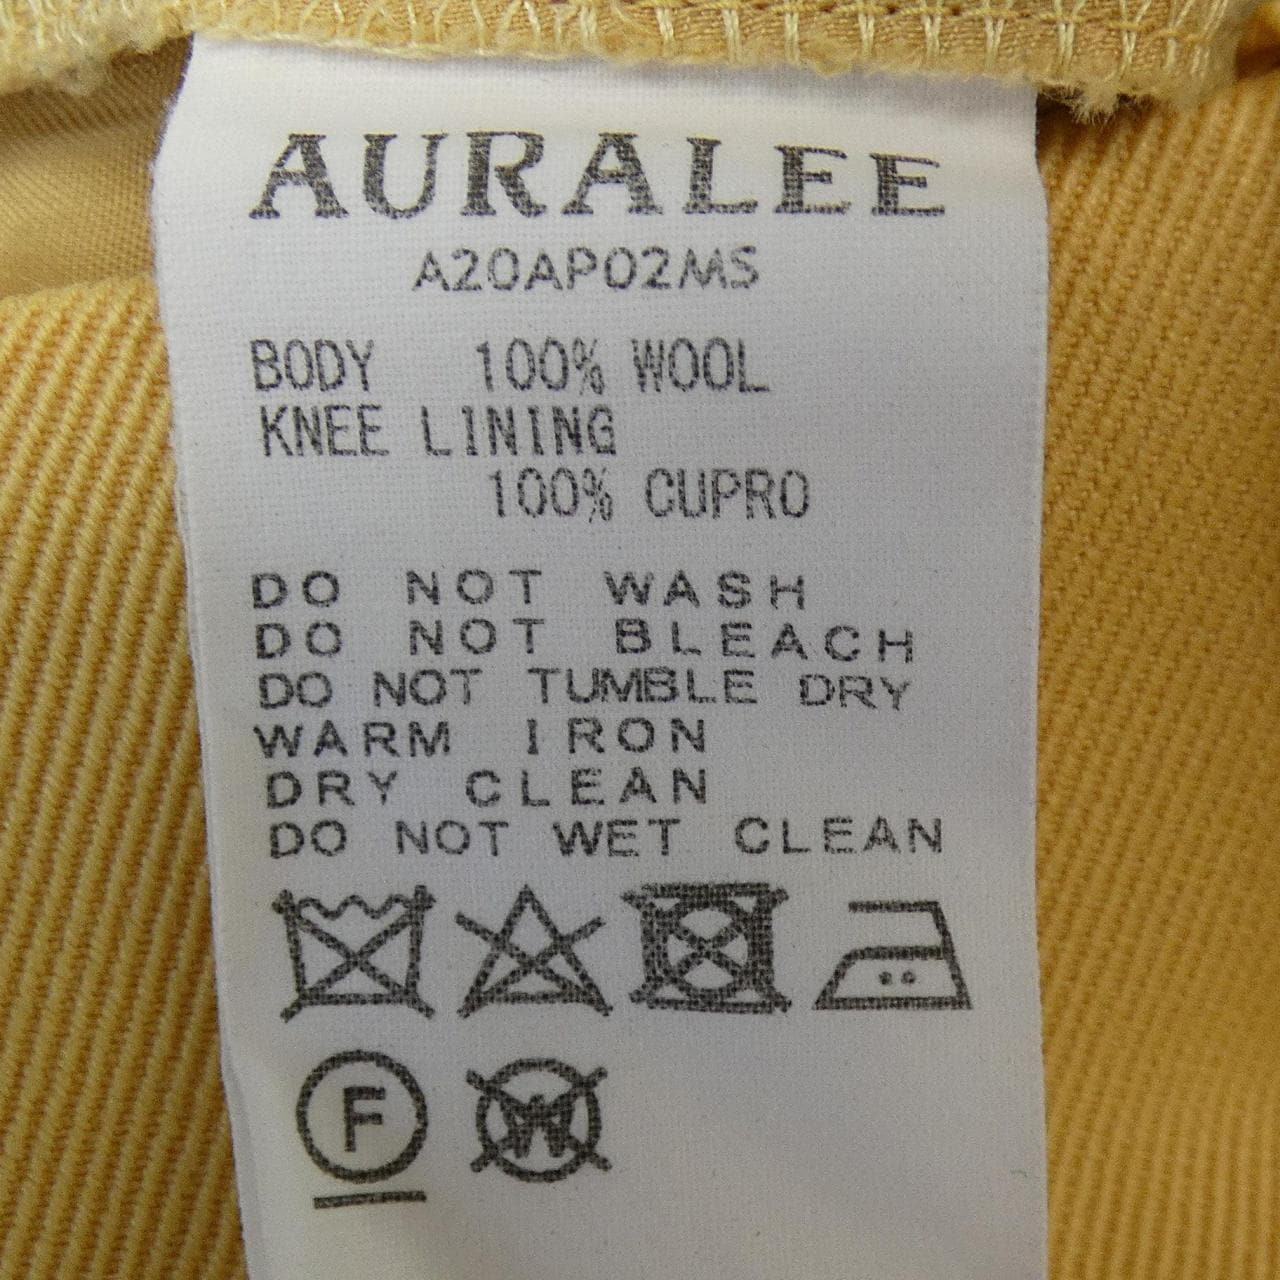 AURALEE
A20AP02MS
BODY 100% WOOL
KNEE LINING
100% CUPRO
DO NOT WASH
DO NOT BLEACH
DO NOT TUMBLE DRY
WARM IRON
DRY CLEAN
DO NOT WET CLEAN
F W